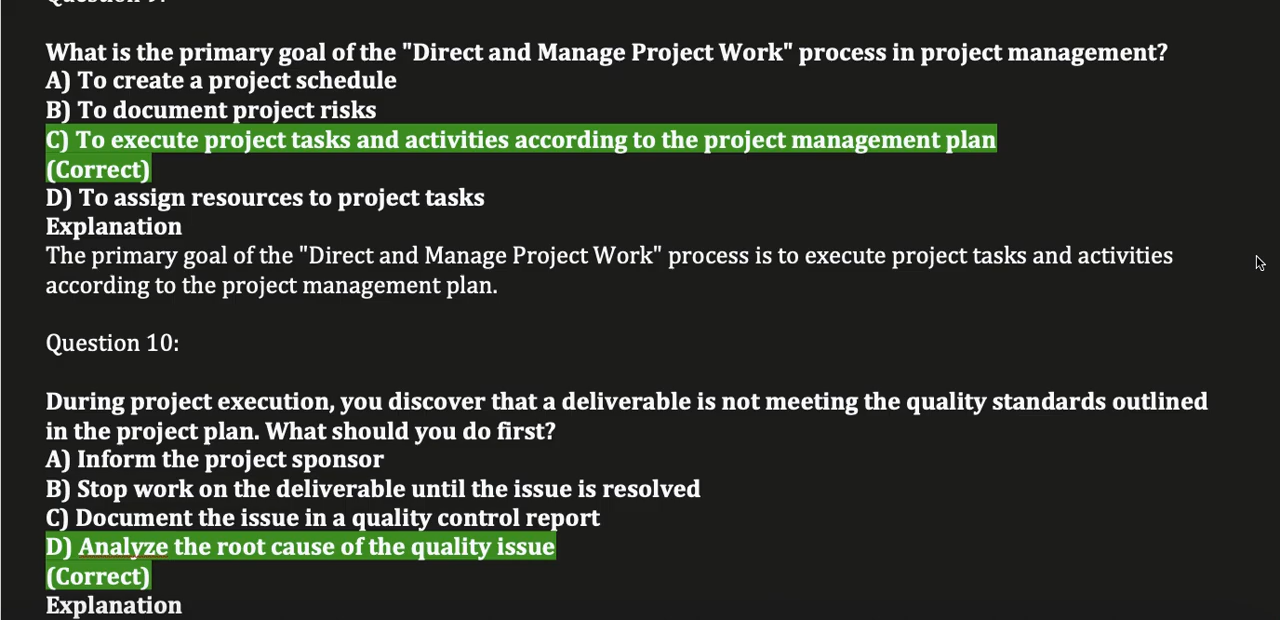 Question 9:
What is the primary goal of the "Direct and Manage Project Work" process in project management?
A) To create a project schedule
B) To document project risks
C) To execute project tasks and activities according to the project management plan
(Correct)
D) To assign resources to project tasks
Explanation
The primary goal of the "Direct and Manage Project Work" process is to execute project tasks and activities
according to the project management plan.
Question 10:
During project execution, you discover that a deliverable is not meeting the quality standards outlined
in the project plan. What should you do first?
A) Inform the project sponsor
B) Stop work on the deliverable until the issue is resolved
C) Document the issue in a quality control report
D) Analyze the root cause of the quality issue
(Correct)
Explanation